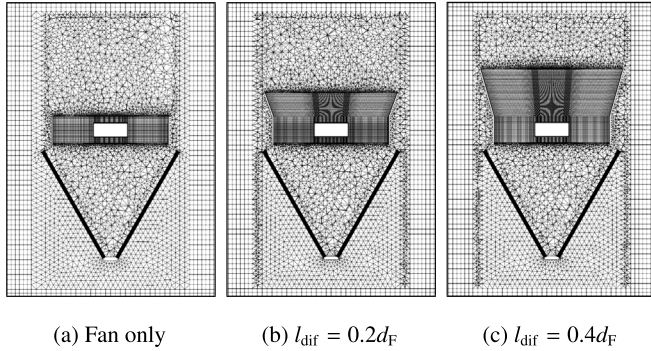 (a) Fan only
(b) l_dif = 0.2d_F
(c) l_dif = 0.4d_F